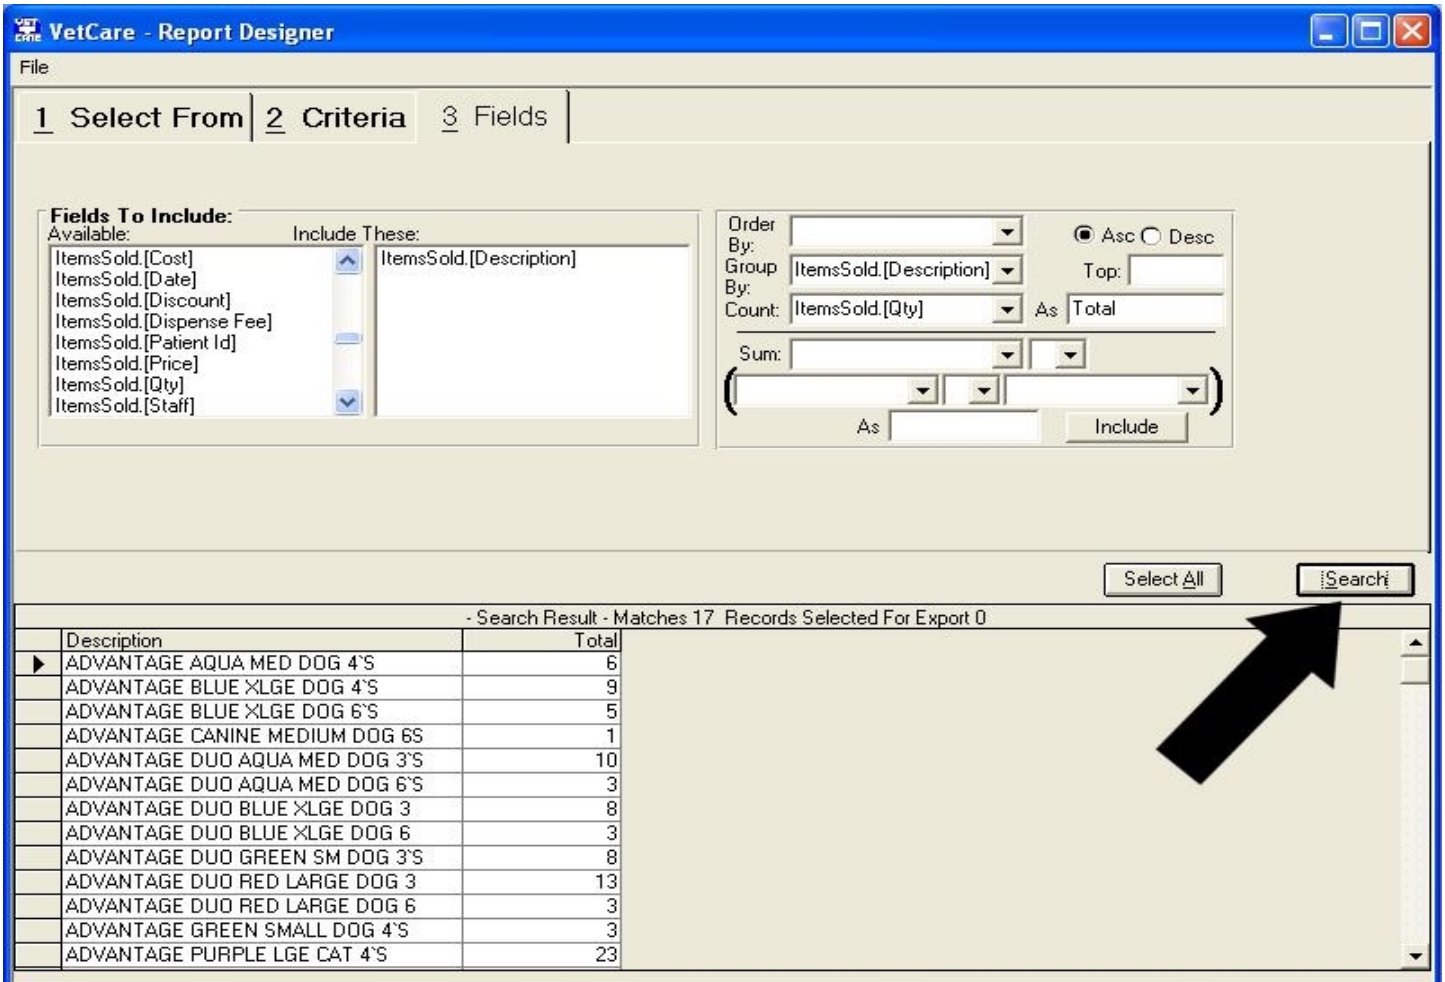 VET CARE VetCare - Report Designer
File
1 Select From 2 Criteria 3 Fields
Fields To Include:
Available: Include These:
ItemsSold.[Cost]
ItemsSold.[Date]
ItemsSold.[Discount]
ItemsSold.[Dispense Fee]
ItemsSold.[Patient Id]
ItemsSold.[Price]
ItemsSold.[Qty]
ItemsSold.[Staff]
ItemsSold.[Description]
Order By: Asc Desc
Group By: ItemsSold.[Description] Top:
Count: ItemsSold.[Qty] As Total
Sum:
( )
As Include
Select All Search
- Search Result - Matches 17 Records Selected For Export 0
Description Total
ADVANTAGE AQUA MED DOG 4`S 6
ADVANTAGE BLUE XLGE DOG 4`S 9
ADVANTAGE BLUE XLGE DOG 6`S 5
ADVANTAGE CANINE MEDIUM DOG 6S 1
ADVANTAGE DUO AQUA MED DOG 3`S 10
ADVANTAGE DUO AQUA MED DOG 6`S 3
ADVANTAGE DUO BLUE XLGE DOG 3 8
ADVANTAGE DUO BLUE XLGE DOG 6 3
ADVANTAGE DUO GREEN SM DOG 3`S 8
ADVANTAGE DUO RED LARGE DOG 3 13
ADVANTAGE DUO RED LARGE DOG 6 3
ADVANTAGE GREEN SMALL DOG 4`S 3
ADVANTAGE PURPLE LGE CAT 4`S 23